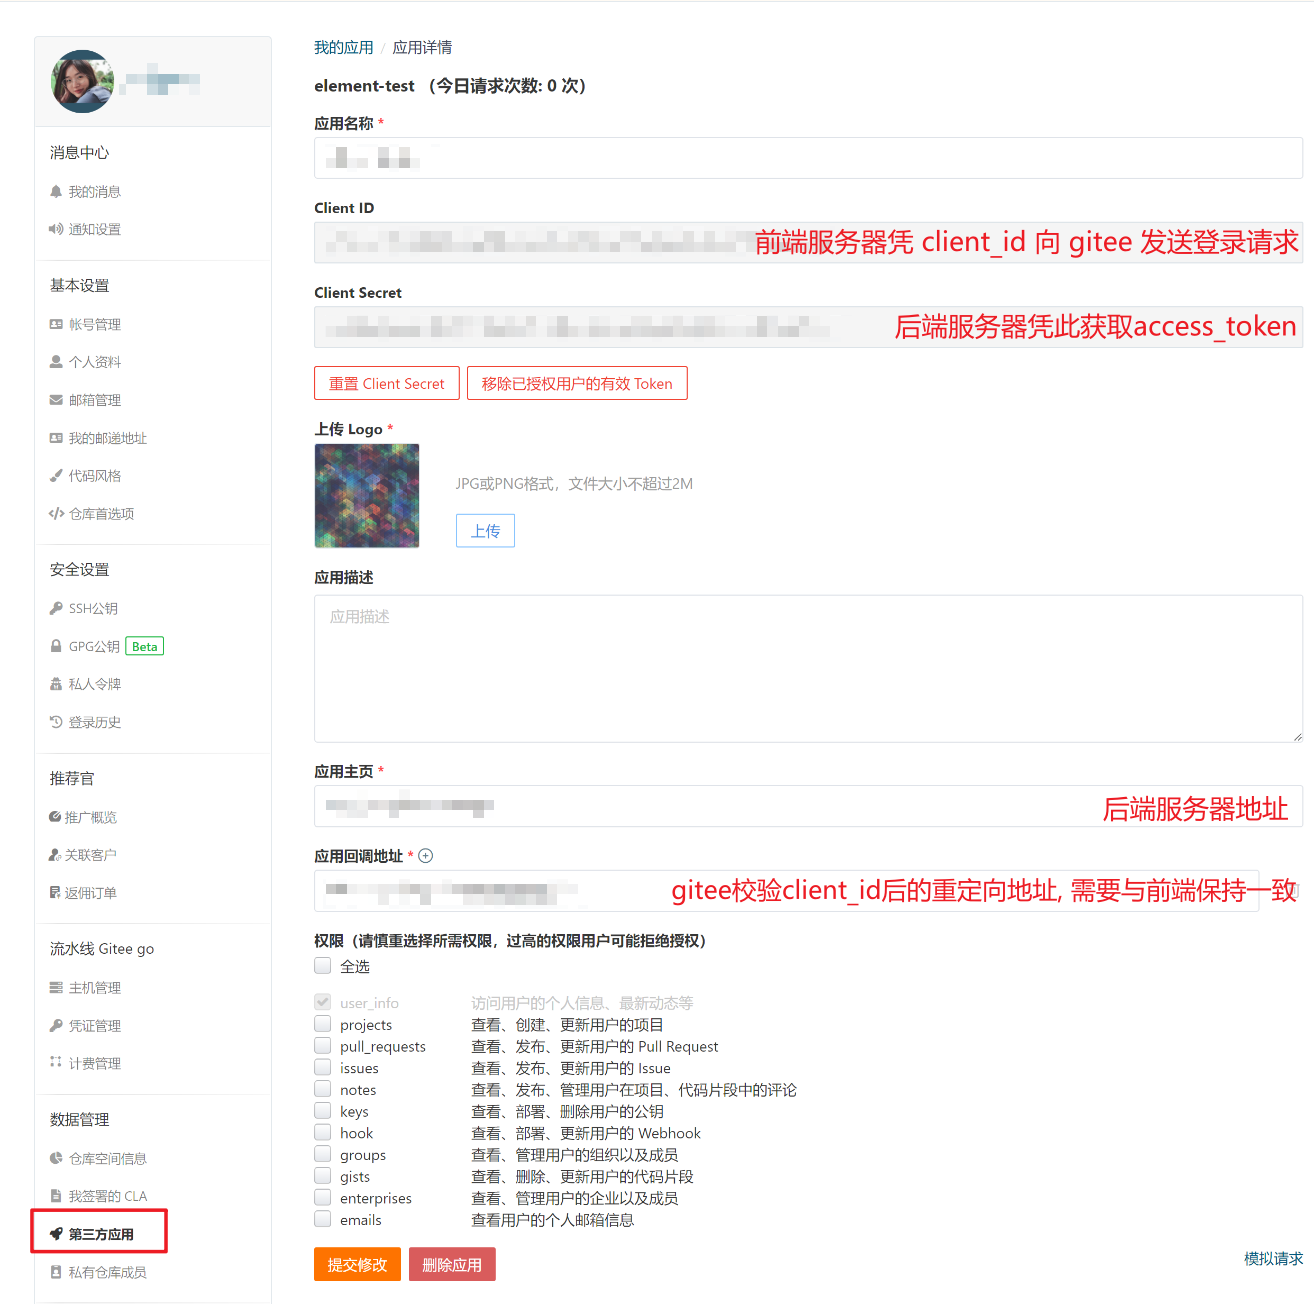 我的应用 / 应用详情
element-test （今日请求次数: 0 次）
应用名称 *
Client ID
前端服务器凭 client_id 向 gitee 发送登录请求
Client Secret
后端服务器凭此获取access_token
重置 Client Secret
移除已授权用户的有效 Token
上传 Logo *
JPG或PNG格式，文件大小不超过2M
上传
应用描述
应用描述
应用主页 *
后端服务器地址
应用回调地址 *
gitee校验client_id后的重定向地址, 需要与前端保持一致
权限（请慎重选择所需权限，过高的权限用户可能拒绝授权）
全选
user_info 访问用户的个人信息、最新动态等
projects 查看、创建、更新用户的项目
pull_requests 查看、发布、更新用户的 Pull Request
issues 查看、发布、更新用户的 Issue
notes 查看、发布、管理用户在项目、代码片段中的评论
keys 查看、部署、删除用户的公钥
hook 查看、部署、更新用户的 Webhook
groups 查看、管理用户的组织以及成员
gists 查看、删除、更新用户的代码片段
enterprises 查看、管理用户的企业以及成员
emails 查看用户的个人邮箱信息
提交修改
删除应用
模拟请求
消息中心
我的消息
通知设置
基本设置
帐号管理
个人资料
邮箱管理
我的邮递地址
代码风格
仓库首选项
安全设置
SSH公钥
GPG公钥 Beta
私人令牌
登录历史
推荐官
推广概览
关联客户
返佣订单
流水线 Gitee go
主机管理
凭证管理
计费管理
数据管理
仓库空间信息
我签署的 CLA
第三方应用
私有仓库成员